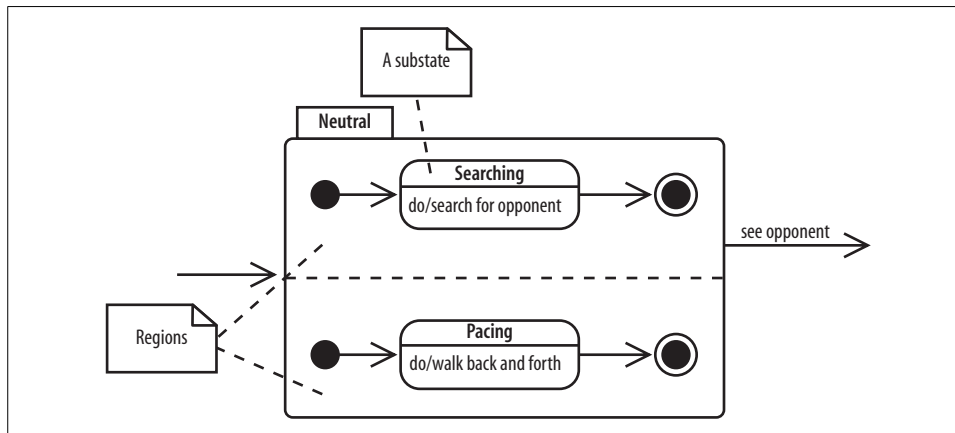 A substate
Neutral
Searching
do/search for opponent
see opponent
Regions
Pacing
do/walk back and forth